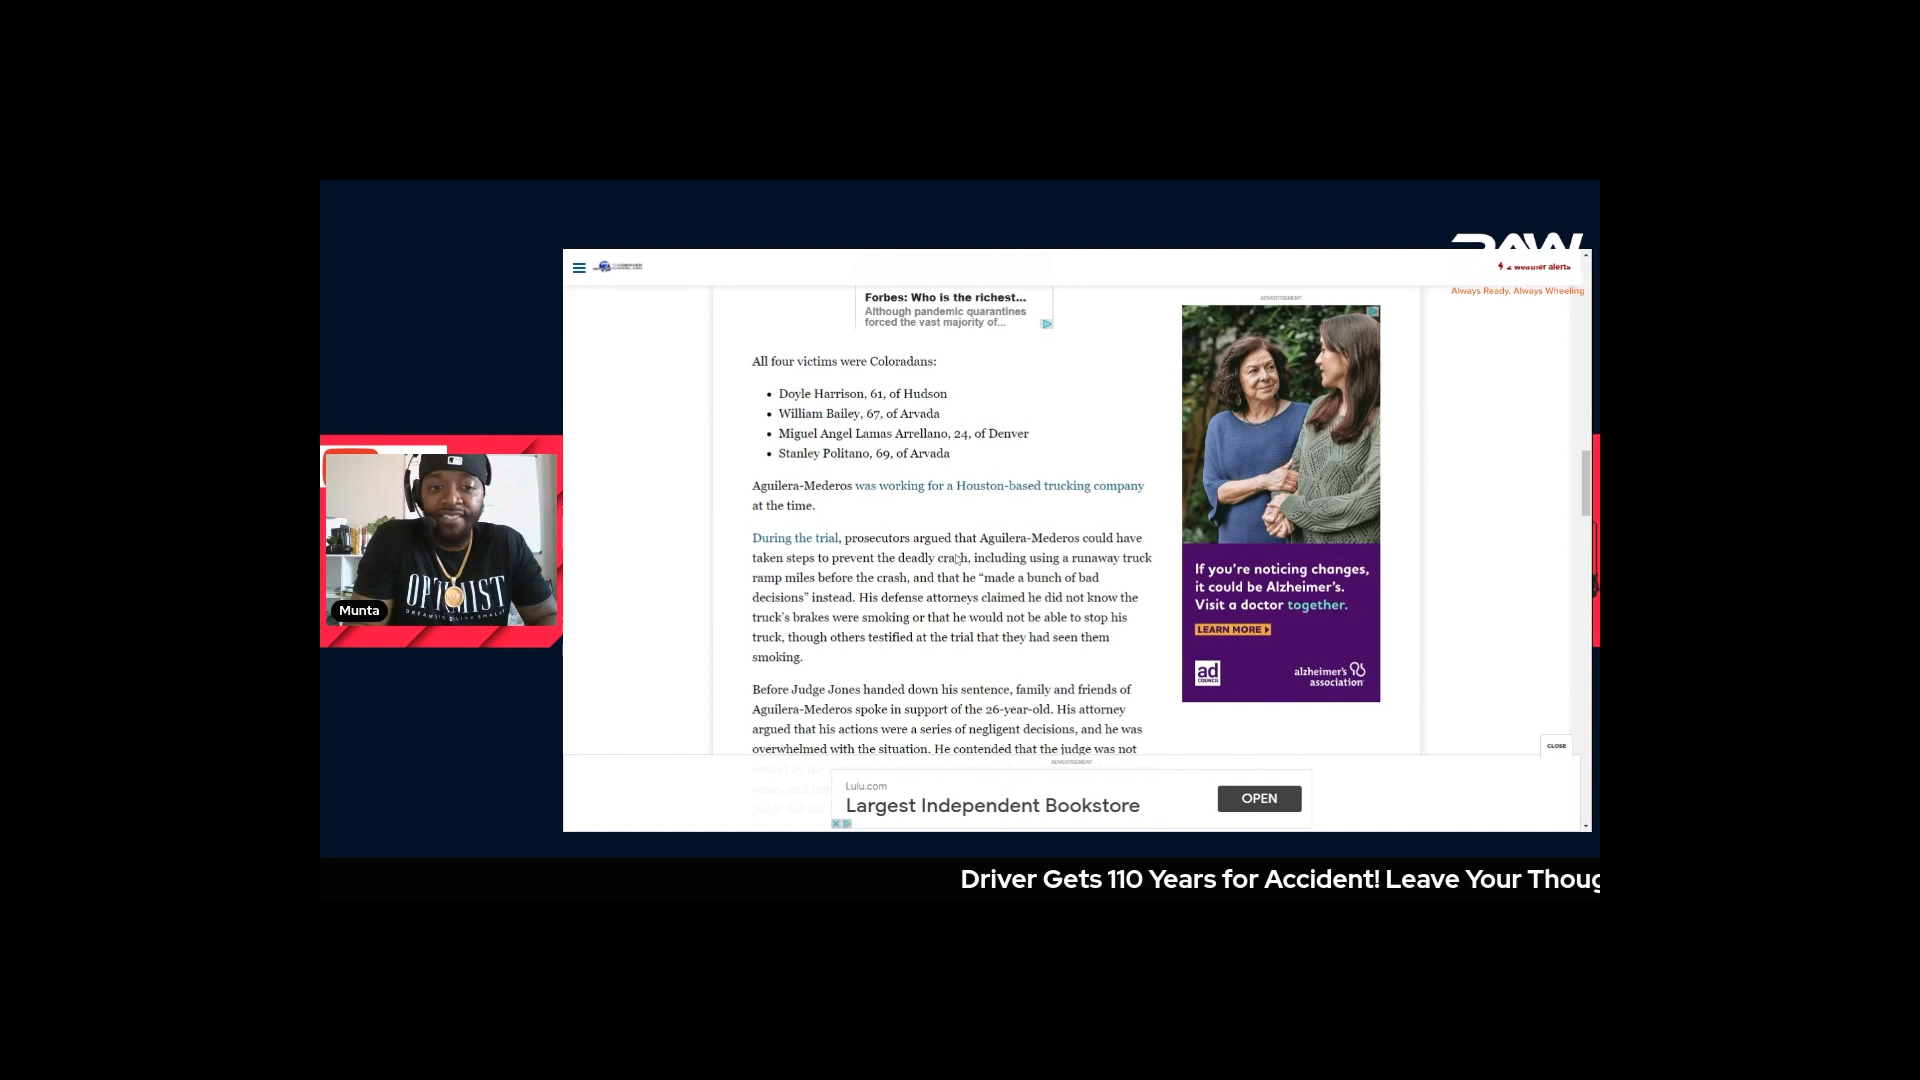 RAW
2 weather alerts
Always Ready, Always Wheeling
Forbes: Who is the richest...
Although pandemic quarantines
forced the vast majority of...
ADVERTISEMENT
All four victims were Coloradans:
• Doyle Harrison, 61, of Hudson
• William Bailey, 67, of Arvada
• Miguel Angel Lamas Arrellano, 24, of Denver
• Stanley Politano, 69, of Arvada
Aguilera-Mederos was working for a Houston-based trucking company
at the time.
During the trial, prosecutors argued that Aguilera-Mederos could have
taken steps to prevent the deadly crash, including using a runaway truck
ramp miles before the crash, and that he “made a bunch of bad
decisions” instead. His defense attorneys claimed he did not know the
truck’s brakes were smoking or that he would not be able to stop his
truck, though others testified at the trial that they had seen them
smoking.
Before Judge Jones handed down his sentence, family and friends of
Aguilera-Mederos spoke in support of the 26-year-old. His attorney
argued that his actions were a series of negligent decisions, and he was
overwhelmed with the situation. He contended that the judge was not
If you’re noticing changes,
it could be Alzheimer’s.
Visit a doctor together.
LEARN MORE
ad
COUNCIL
alzheimer's
association
OPTIMIST
Munta
CLOSE
ADVERTISEMENT
Lulu.com
Largest Independent Bookstore
OPEN
Driver Gets 110 Years for Accident! Leave Your Thoug